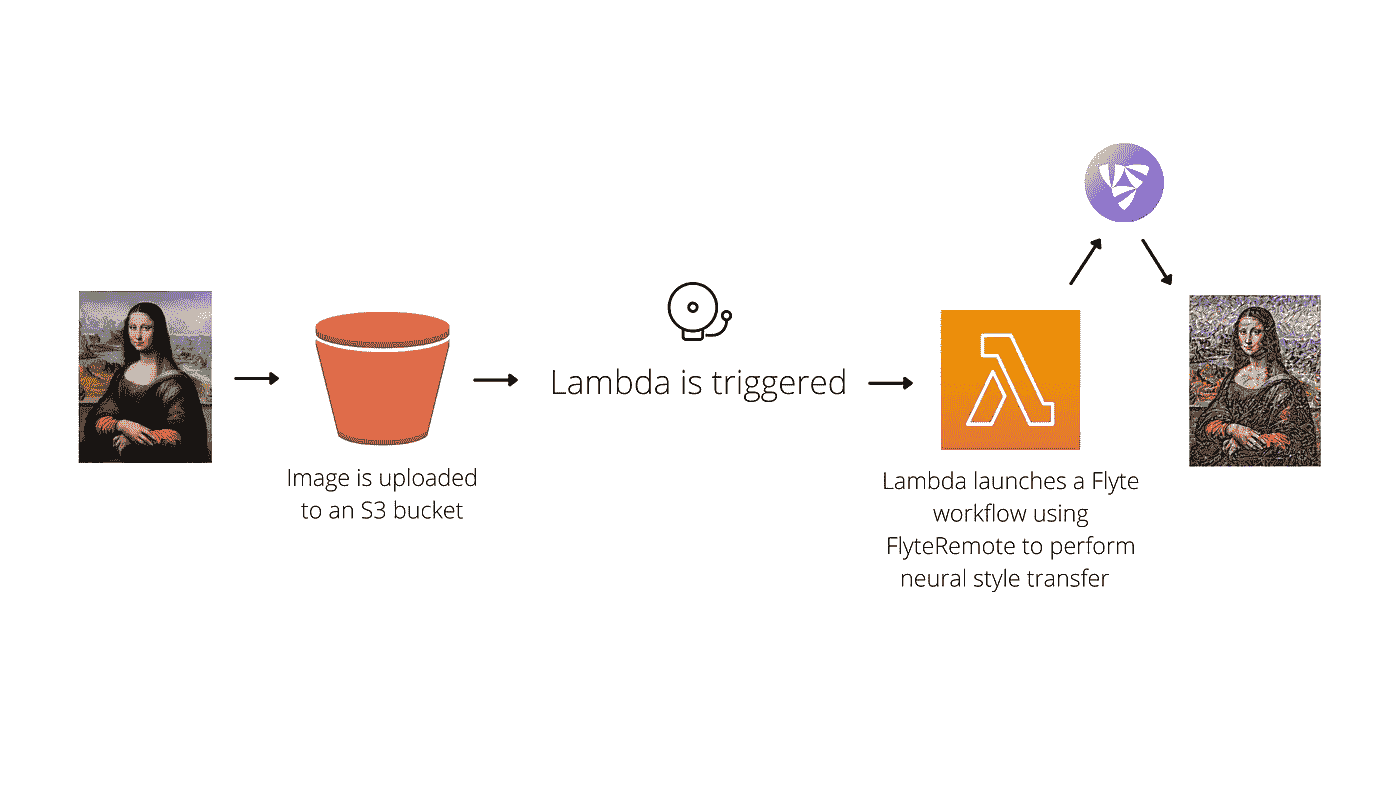 Lambda is triggered
Image is uploaded
to an S3 bucket
Lambda launches a Flyte
workflow using
FlyteRemote to perform
neural style transfer